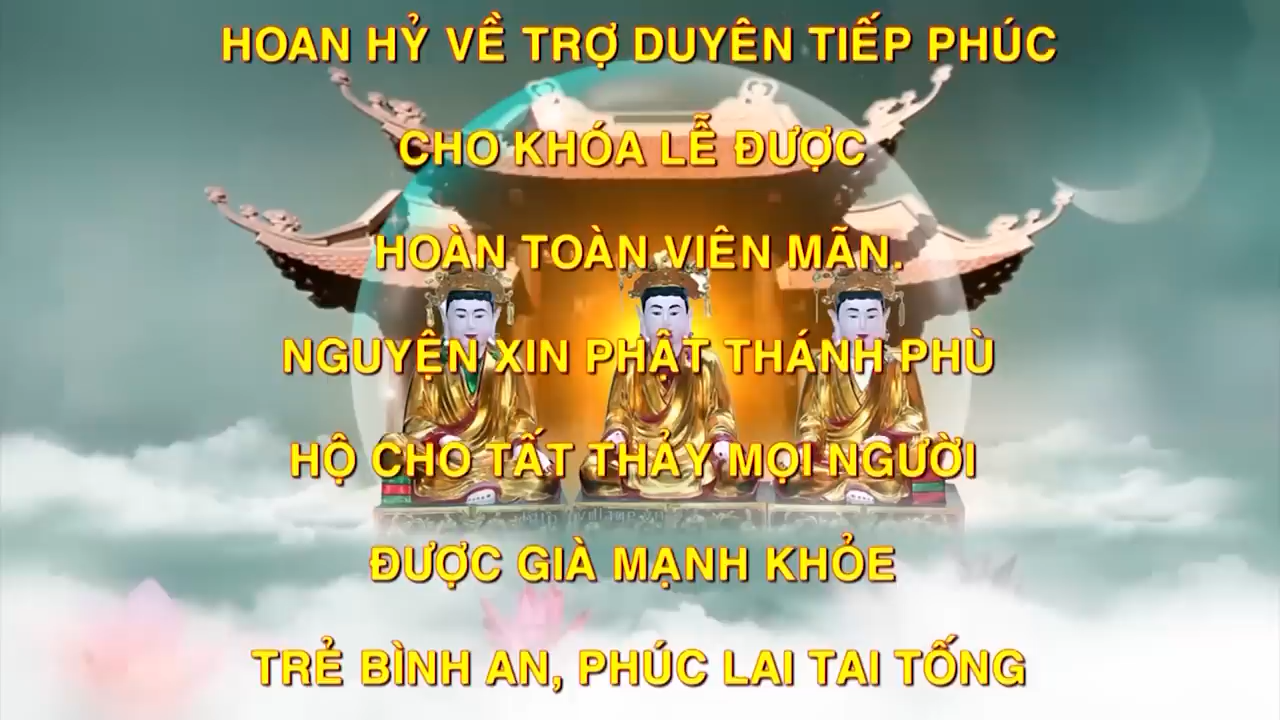 HOAN HỶ VỀ TRỢ DUYÊN TIẾP PHÚC
CHO KHÓA LỄ ĐƯỢC
HOÀN TOÀN VIÊN MÃN.
NGUYỆN XIN PHẬT THÁNH PHÙ
HỘ CHO TẤT THẢY MỌI NGƯỜI
ĐƯỢC GIÀ MẠNH KHỎE
TRẺ BÌNH AN, PHÚC LAI TAI TỐNG